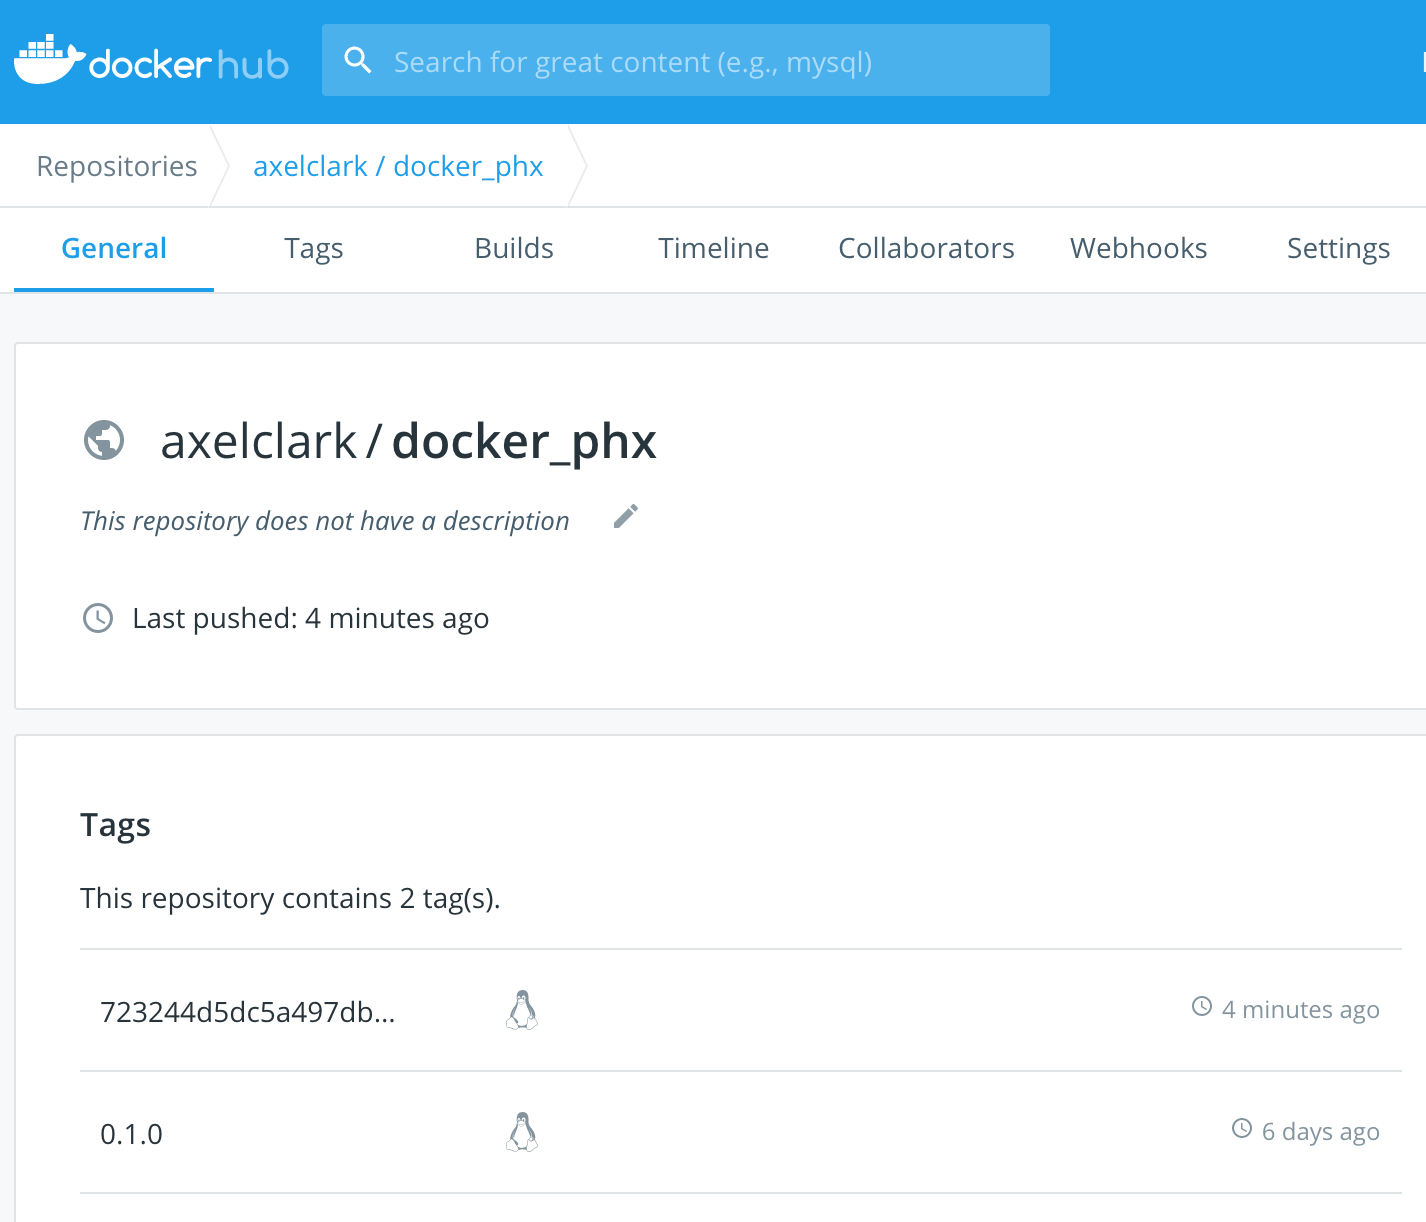 docker hub
Search for great content (e.g., mysql)
Repositories
axelclark / docker_phx
General Tags Builds Timeline Collaborators Webhooks Settings
axelclark / docker_phx
This repository does not have a description
Last pushed: 4 minutes ago
Tags
This repository contains 2 tag(s).
723244d5dc5a497db... 4 minutes ago
0.1.0 6 days ago